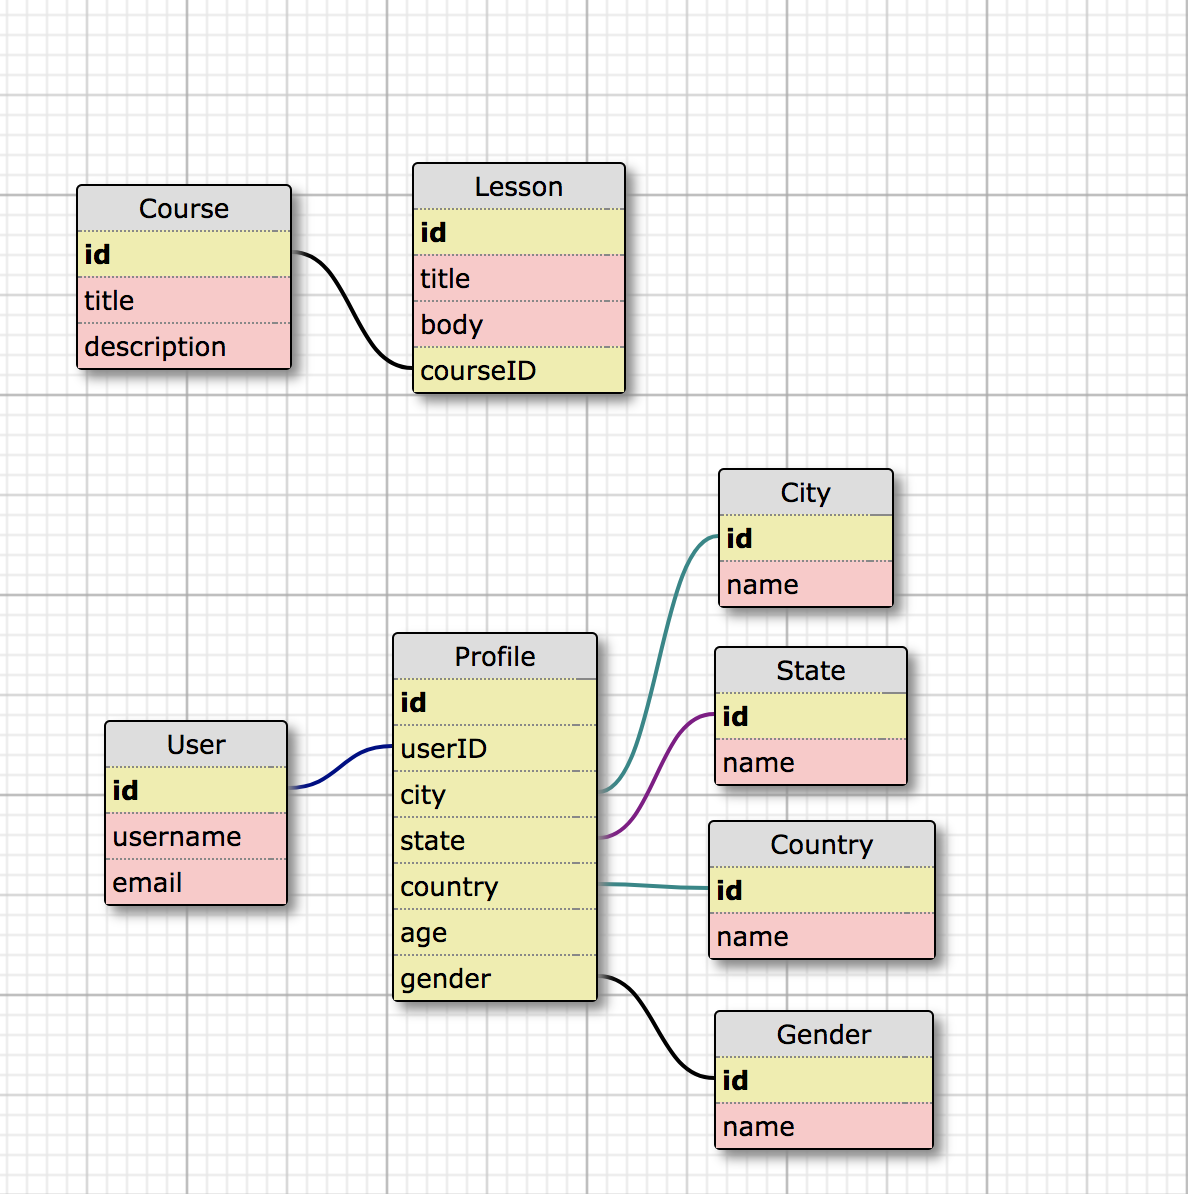 Course
id
title
description
Lesson
id
title
body
courseID
City
id
name
Profile
id
userID
city
state
country
age
gender
State
id
name
User
id
username
email
Country
id
name
Gender
id
name